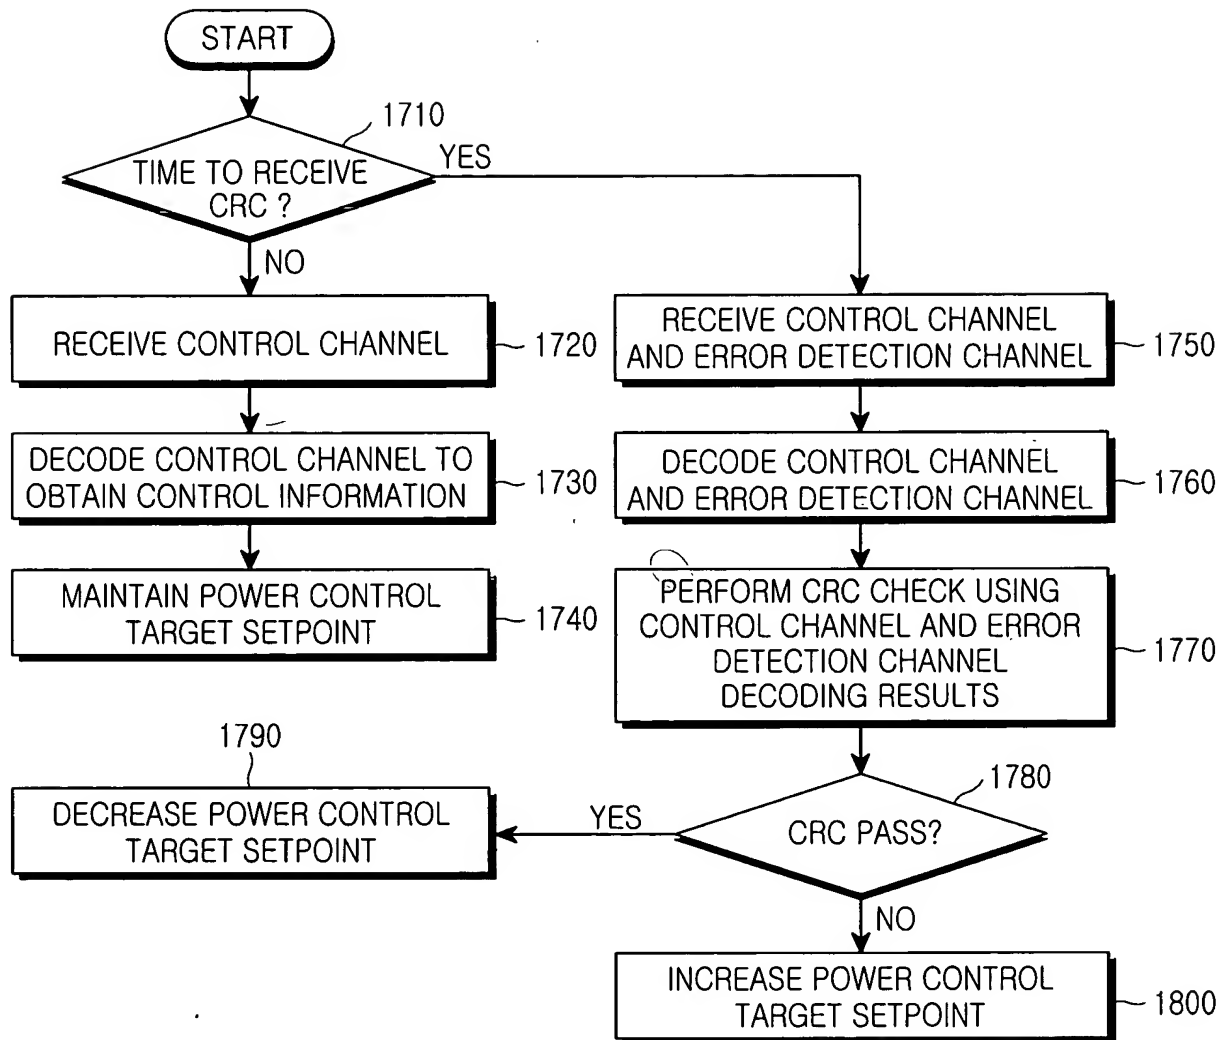 START
1710
TIME TO RECEIVE
CRC ?
YES
NO
RECEIVE CONTROL CHANNEL
1720
DECODE CONTROL CHANNEL TO
OBTAIN CONTROL INFORMATION
1730
MAINTAIN POWER CONTROL
TARGET SETPOINT
1740
RECEIVE CONTROL CHANNEL
AND ERROR DETECTION CHANNEL
1750
DECODE CONTROL CHANNEL
AND ERROR DETECTION CHANNEL
1760
PERFORM CRC CHECK USING
CONTROL CHANNEL AND ERROR
DETECTION CHANNEL
DECODING RESULTS
1770
1780
CRC PASS?
YES
1790
DECREASE POWER CONTROL
TARGET SETPOINT
NO
INCREASE POWER CONTROL
TARGET SETPOINT
1800